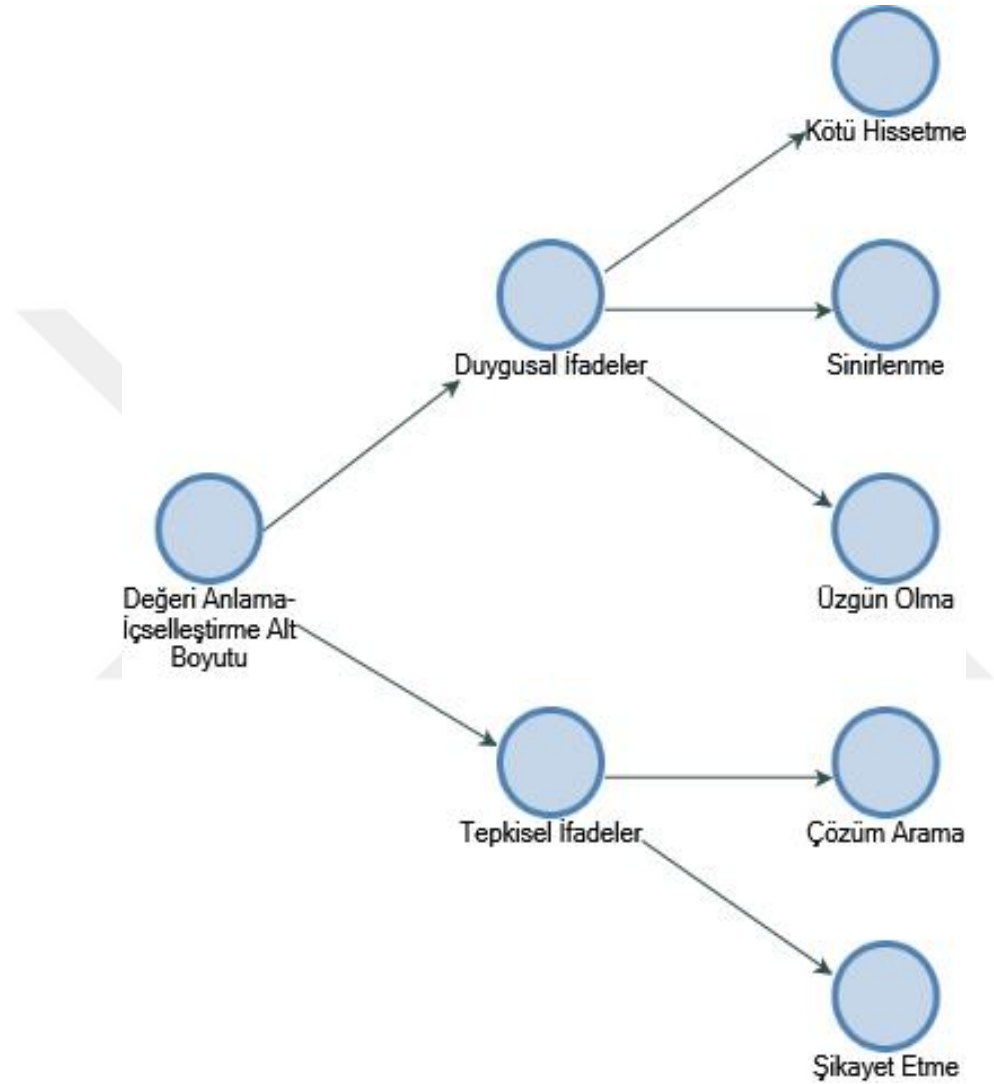 Kötü Hissetme
Duygusal İfadeler
Sinirlenme
Değeri Anlama-
İçselleştirme Alt
Boyutu
Üzgün Olma
Tepkisel İfadeler
Çözüm Arama
Şikayet Etme